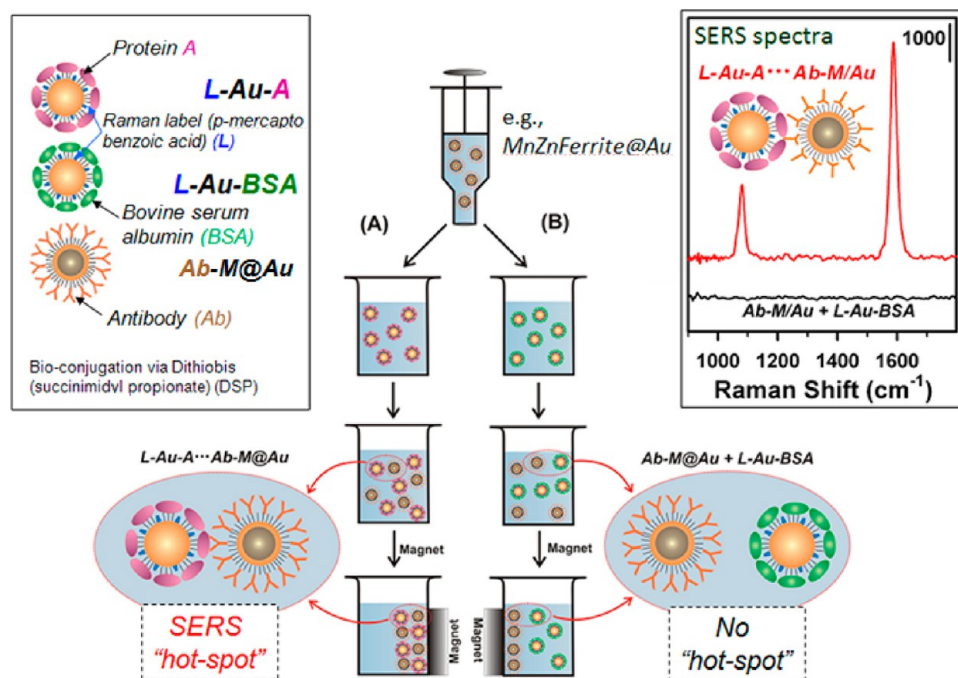 Protein A
L-Au-A
Raman label (p-mercapto
benzoic acid) (L)
L-Au-BSA
Bovine serum
albumin (BSA)
Ab-M@Au
Antibody (Ab)
Bio-conjugation via Dithiobis
(succinimidvl propionate) (DSP)
e.g.,
MnZnFerrite@Au
(A)
(B)
SERS spectra
1000
L-Au-A··· Ab-M/Au
Ab-M/Au + L-Au-BSA
1000 1200 1400 1600
Raman Shift (cm⁻¹)
L-Au-A···Ab-M@Au
Ab-M@Au + L-Au-BSA
Magnet
Magnet
SERS
"hot-spot"
Magnet
Magnet
No
"hot-spot"